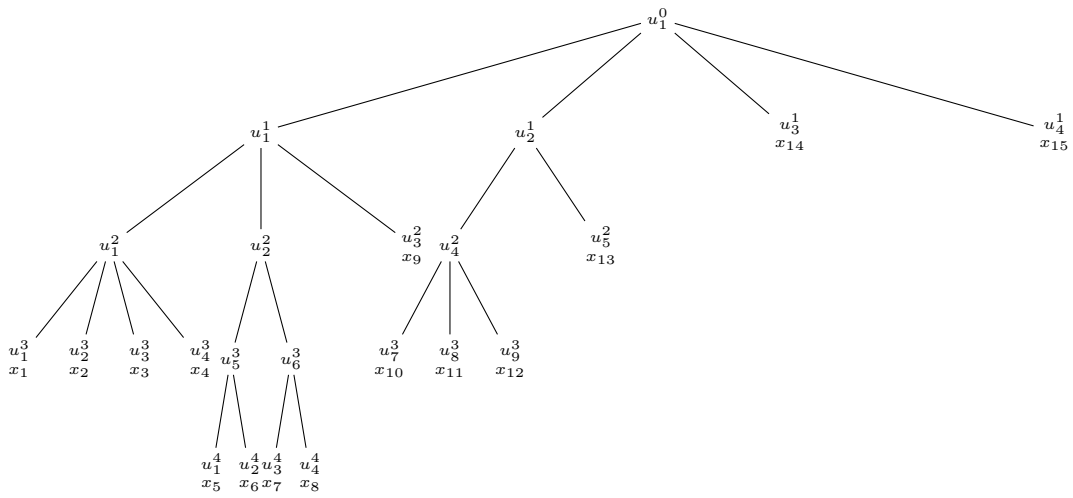 u_1^0
u_1^1 u_2^1 u_3^1 u_4^1
x_14 x_15
u_1^2 u_2^2 u_3^2 u_4^2 u_5^2
x_9 x_13
u_1^3 u_2^3 u_3^3 u_4^3 u_5^3 u_6^3 u_7^3 u_8^3 u_9^3
x_1 x_2 x_3 x_4 x_10 x_11 x_12
u_1^4 u_2^4 u_3^4 u_4^4
x_5 x_6 x_7 x_8